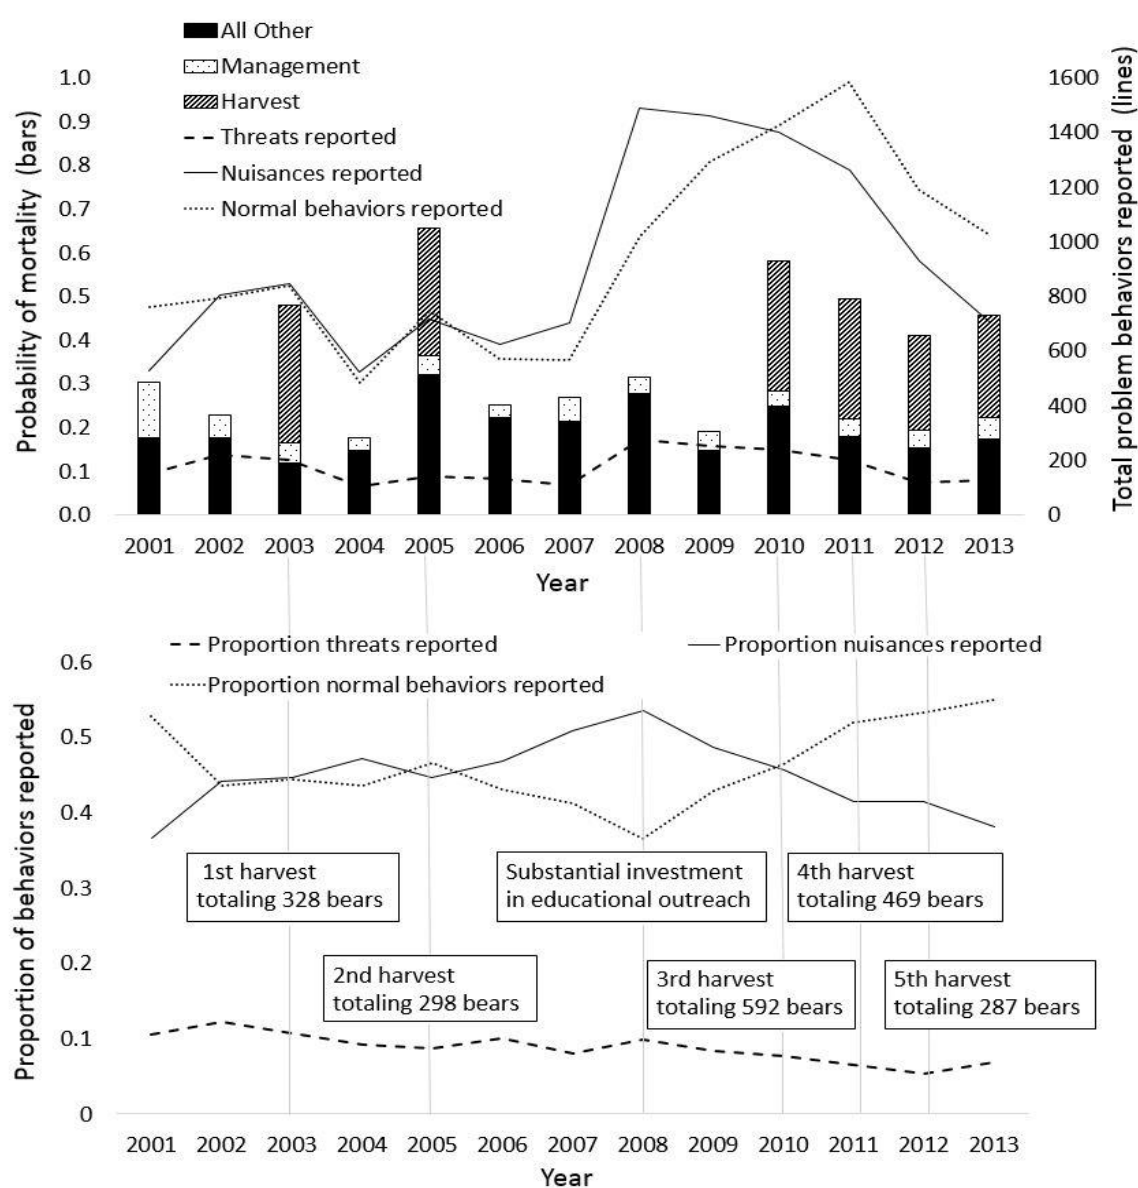 All Other
Management
Harvest
Threats reported
Nuisances reported
Normal behaviors reported
Probability of mortality (bars)
1.0
0.9
0.8
0.7
0.6
0.5
0.4
0.3
0.2
0.1
0.0
Total problem behaviors reported (lines)
1600
1400
1200
1000
800
600
400
200
0
2001 2002 2003 2004 2005 2006 2007 2008 2009 2010 2011 2012 2013
Year
Proportion threats reported
Proportion nuisances reported
Proportion normal behaviors reported
Proportion of behaviors reported
0.6
0.5
0.4
0.3
0.2
0.1
0
1st harvest
totaling 328 bears
Substantial investment
in educational outreach
4th harvest
totaling 469 bears
2nd harvest
totaling 298 bears
3rd harvest
totaling 592 bears
5th harvest
totaling 287 bears
2001 2002 2003 2004 2005 2006 2007 2008 2009 2010 2011 2012 2013
Year